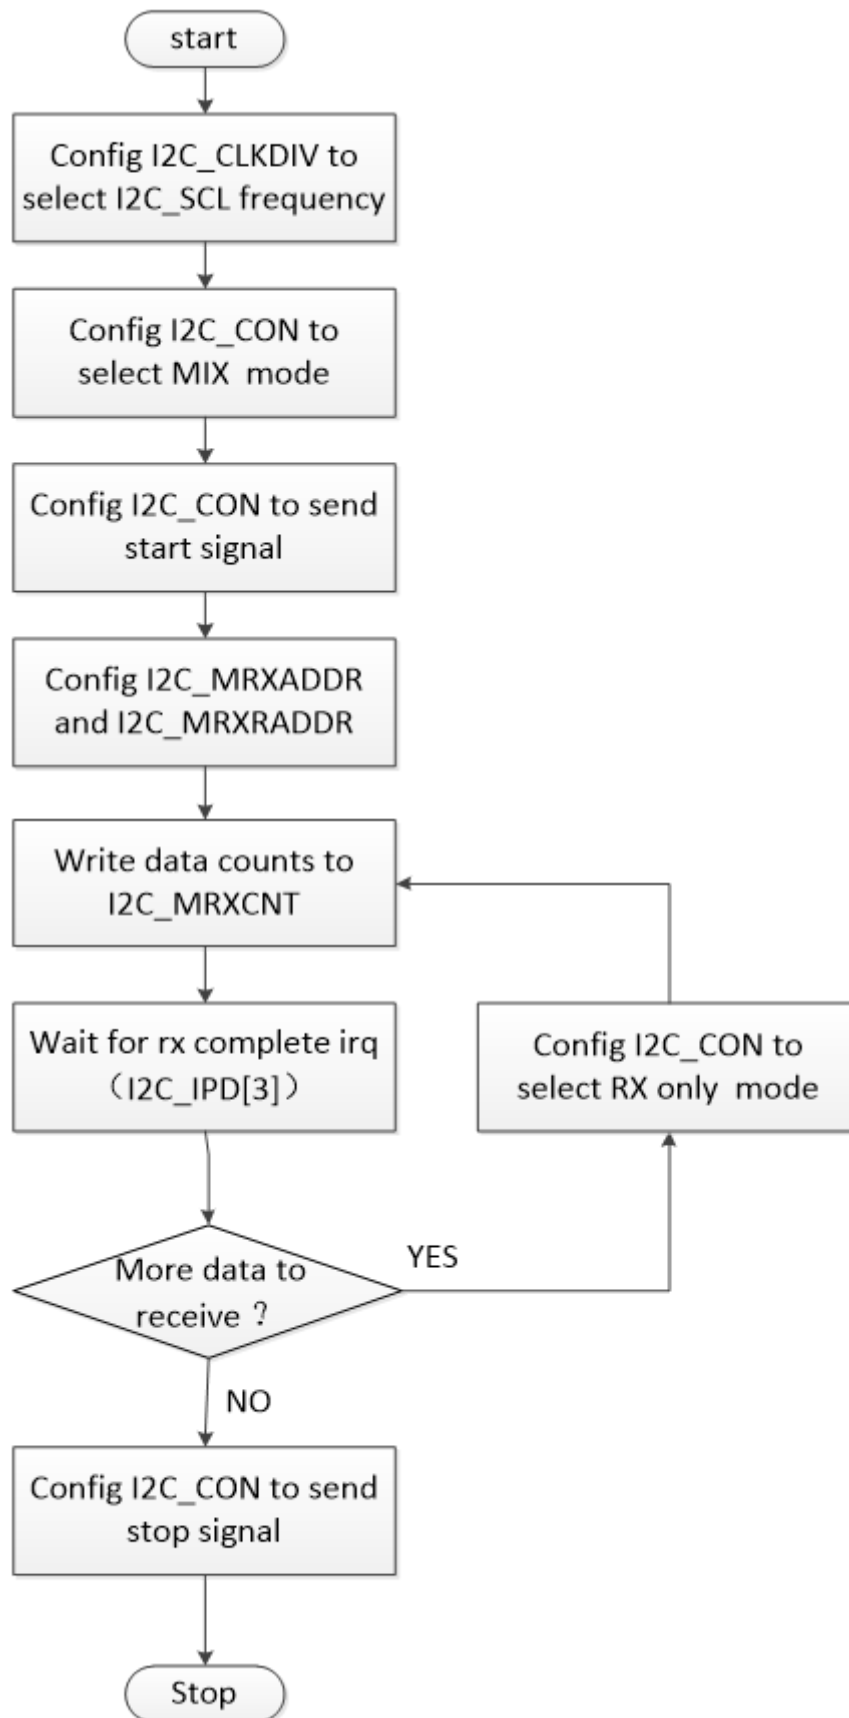 start
Config I2C_CLKDIV to
select I2C_SCL frequency
Config I2C_CON to
select MIX  mode
Config I2C_CON to send
start signal
Config I2C_MRXADDR
and I2C_MRXRADDR
Write data counts to
I2C_MRXCNT
Wait for rx complete irq
（I2C_IPD[3]）
Config I2C_CON to
select RX only  mode
More data to
receive？
YES
NO
Config I2C_CON to send
stop signal
Stop